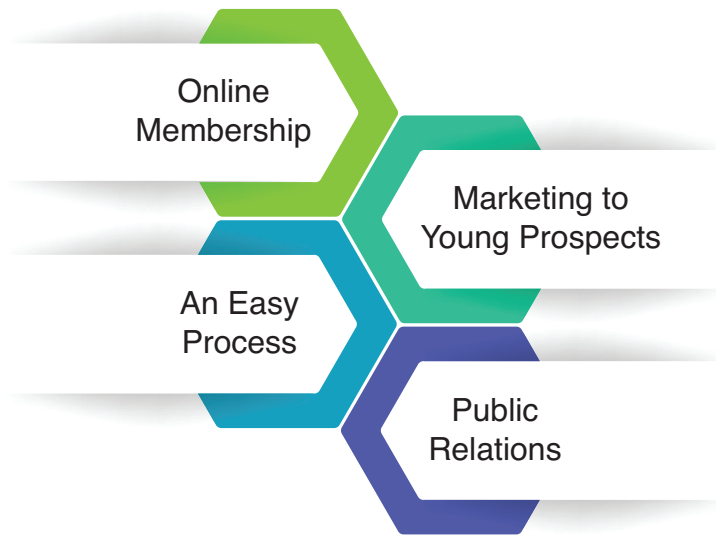 Online
Membership
Marketing to
Young Prospects
An Easy
Process
Public
Relations